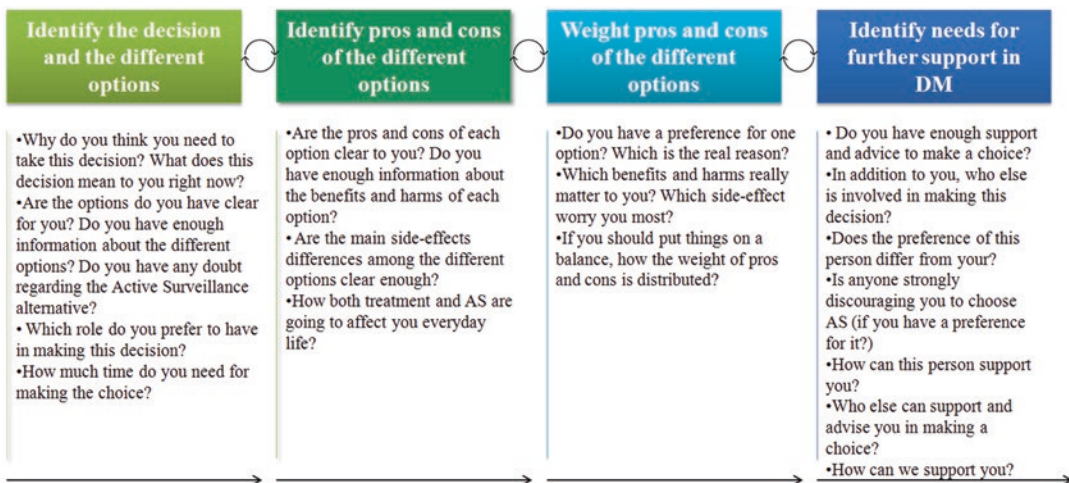 Identify the decision
and the different
options
•Why do you think you need to
take this decision? What does this
decision mean to you right now?
•Are the options do you have clear
for you? Do you have enough
information about the different
options? Do you have any doubt
regarding the Active Surveillance
alternative?
• Which role do you prefer to have
in making this decision?
•How much time do you need for
making the choice?
Identify pros and cons
of the different
options
•Are the pros and cons of each
option clear to you? Do you
have enough information about
the benefits and harms of each
option?
• Are the main side-effects
differences among the different
options clear enough?
•How both treatment and AS are
going to affect you everyday
life?
Weight pros and cons
of the different
options
•Do you have a preference for one
option? Which is the real reason?
•Which benefits and harms really
matter to you? Which side-effect
worry you most?
•If you should put things on a
balance, how the weight of pros
and cons is distributed?
Identify needs for
further support in
DM
• Do you have enough support
and advice to make a choice?
•In addition to you, who else
is involved in making this
decision?
•Does the preference of this
person differ from your?
•Is anyone strongly
discouraging you to choose
AS (if you have a preference
for it?)
•How can this person support
you?
•Who else can support and
advise you in making a
choice?
•How can we support you?